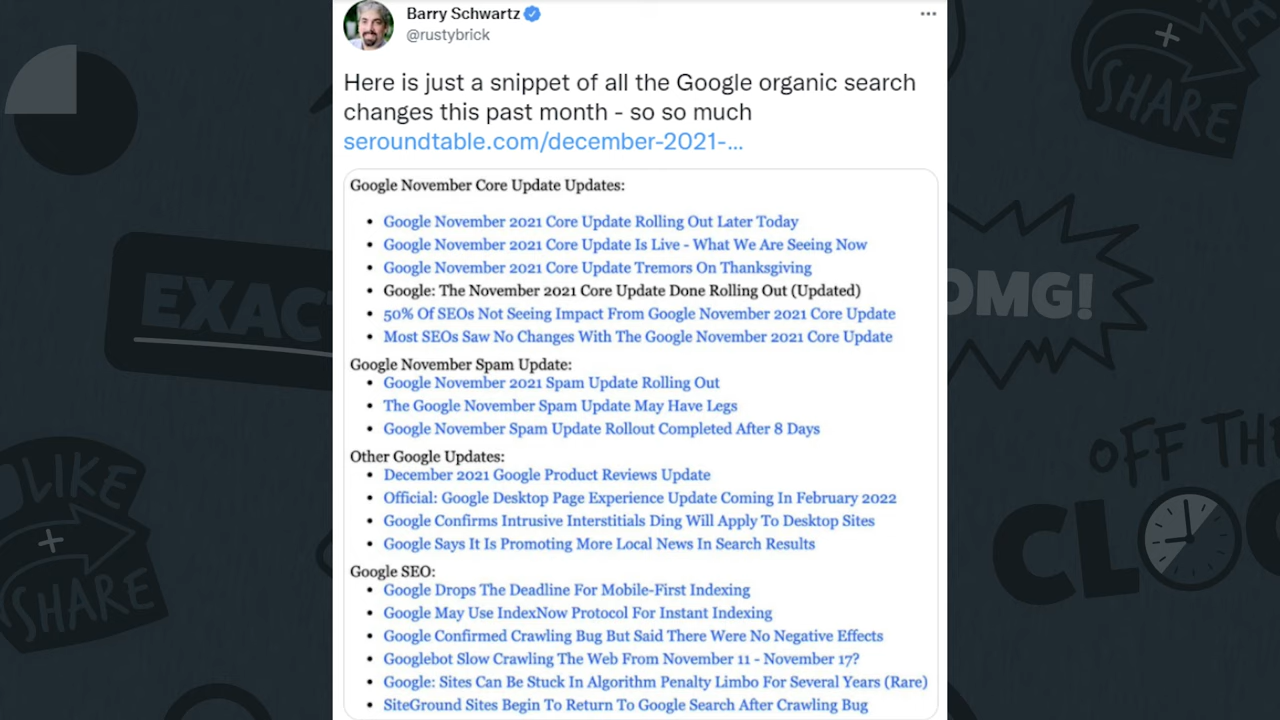 Barry Schwartz
@rustybrick
Here is just a snippet of all the Google organic search
changes this past month - so so much
seroundtable.com/december-2021-...
Google November Core Update Updates:
• Google November 2021 Core Update Rolling Out Later Today
• Google November 2021 Core Update Is Live - What We Are Seeing Now
• Google November 2021 Core Update Tremors On Thanksgiving
• Google: The November 2021 Core Update Done Rolling Out (Updated)
• 50% Of SEOs Not Seeing Impact From Google November 2021 Core Update
• Most SEOs Saw No Changes With The Google November 2021 Core Update
Google November Spam Update:
• Google November 2021 Spam Update Rolling Out
• The Google November Spam Update May Have Legs
• Google November Spam Update Rollout Completed After 8 Days
Other Google Updates:
• December 2021 Google Product Reviews Update
• Official: Google Desktop Page Experience Update Coming In February 2022
• Google Confirms Intrusive Interstitials Ding Will Apply To Desktop Sites
• Google Says It Is Promoting More Local News In Search Results
Google SEO:
• Google Drops The Deadline For Mobile-First Indexing
• Google May Use IndexNow Protocol For Instant Indexing
• Google Confirmed Crawling Bug But Said There Were No Negative Effects
• Googlebot Slow Crawling The Web From November 11 - November 17?
• Google: Sites Can Be Stuck In Algorithm Penalty Limbo For Several Years (Rare)
• SiteGround Sites Begin To Return To Google Search After Crawling Bug
EXACT
LIKE
+
SHARE
+
SHARE
OMG!
OFF THE
CLO